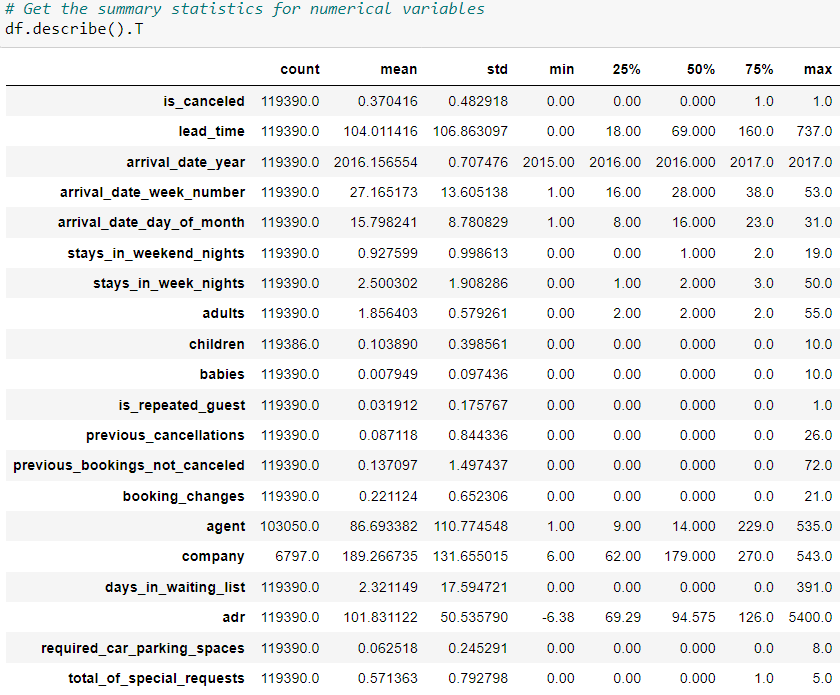 # Get the summary statistics for numerical variables
df.describe().T
count mean std min 25% 50% 75% max
is_canceled 119390.0 0.370416 0.482918 0.00 0.00 0.000 1.0 1.0
lead_time 119390.0 104.011416 106.863097 0.00 18.00 69.000 160.0 737.0
arrival_date_year 119390.0 2016.156554 0.707476 2015.00 2016.00 2016.000 2017.0 2017.0
arrival_date_week_number 119390.0 27.165173 13.605138 1.00 16.00 28.000 38.0 53.0
arrival_date_day_of_month 119390.0 15.798241 8.780829 1.00 8.00 16.000 23.0 31.0
stays_in_weekend_nights 119390.0 0.927599 0.998613 0.00 0.00 1.000 2.0 19.0
stays_in_week_nights 119390.0 2.500302 1.908286 0.00 1.00 2.000 3.0 50.0
adults 119390.0 1.856403 0.579261 0.00 2.00 2.000 2.0 55.0
children 119386.0 0.103890 0.398561 0.00 0.00 0.000 0.0 10.0
babies 119390.0 0.007949 0.097436 0.00 0.00 0.000 0.0 10.0
is_repeated_guest 119390.0 0.031912 0.175767 0.00 0.00 0.000 0.0 1.0
previous_cancellations 119390.0 0.087118 0.844336 0.00 0.00 0.000 0.0 26.0
previous_bookings_not_canceled 119390.0 0.137097 1.497437 0.00 0.00 0.000 0.0 72.0
booking_changes 119390.0 0.221124 0.652306 0.00 0.00 0.000 0.0 21.0
agent 103050.0 86.693382 110.774548 1.00 9.00 14.000 229.0 535.0
company 6797.0 189.266735 131.655015 6.00 62.00 179.000 270.0 543.0
days_in_waiting_list 119390.0 2.321149 17.594721 0.00 0.00 0.000 0.0 391.0
adr 119390.0 101.831122 50.535790 -6.38 69.29 94.575 126.0 5400.0
required_car_parking_spaces 119390.0 0.062518 0.245291 0.00 0.00 0.000 0.0 8.0
total_of_special_requests 119390.0 0.571363 0.792798 0.00 0.00 0.000 1.0 5.0